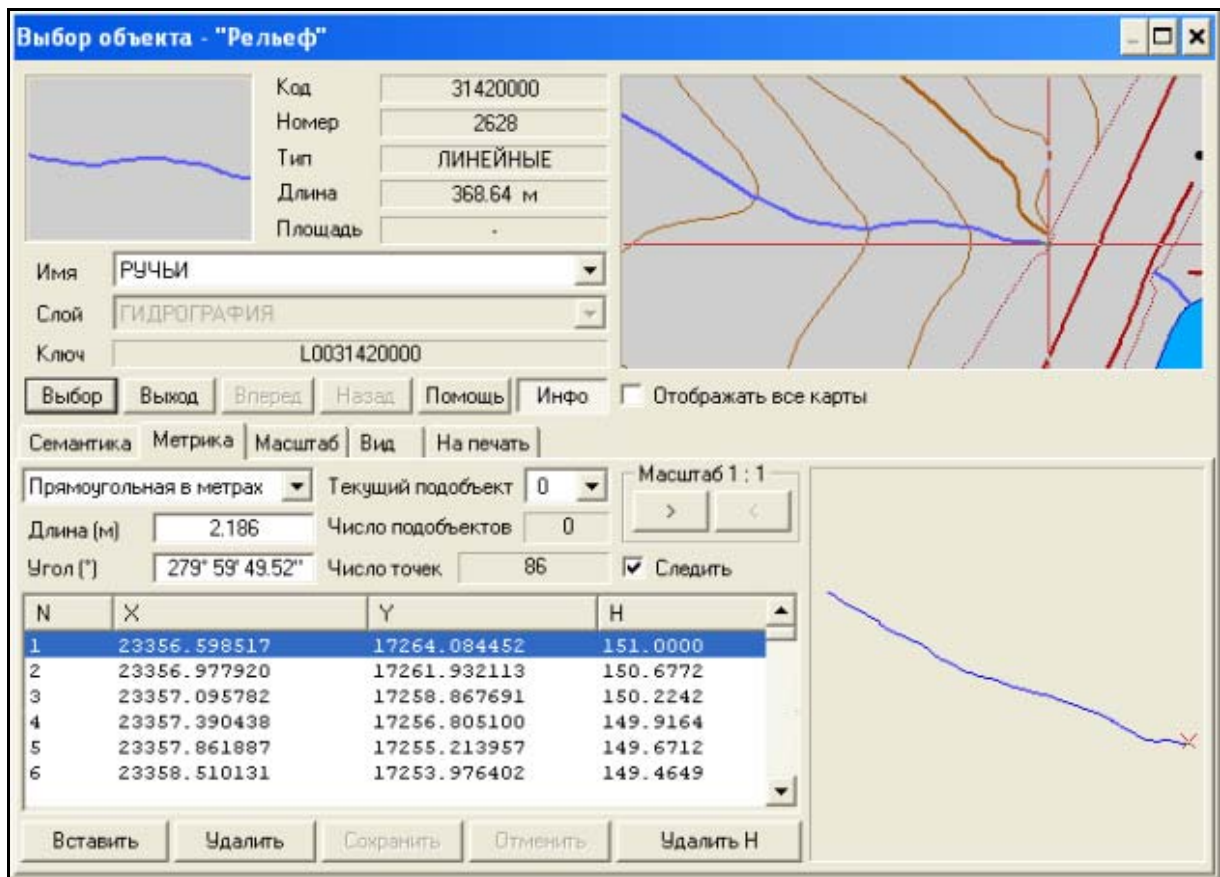 Выбор объекта - "Рельеф"
Код 31420000
Номер 2628
Тип ЛИНЕЙНЫЕ
Длина 368.64 м
Площадь -
Имя РУЧЬИ
Слой ГИДРОГРАФИЯ
Ключ L0031420000
Выбор Выход Вперед Назад Помощь Инфо Отображать все карты
Семантика Метрика Масштаб Вид На печать
Прямоугольная в метрах Текущий подобъект 0 Масштаб 1 : 1
Длина (м) 2.186 Число подобъектов 0 > <
Угол (°) 279° 59' 49.52'' Число точек 86 Следить
N X Y H
1 23356.598517 17264.084452 151.0000
2 23356.977920 17261.932113 150.6772
3 23357.095782 17258.867691 150.2242
4 23357.390438 17256.805100 149.9164
5 23357.861887 17255.213957 149.6712
6 23358.510131 17253.976402 149.4649
Вставить Удалить Сохранить Отменить Удалить H